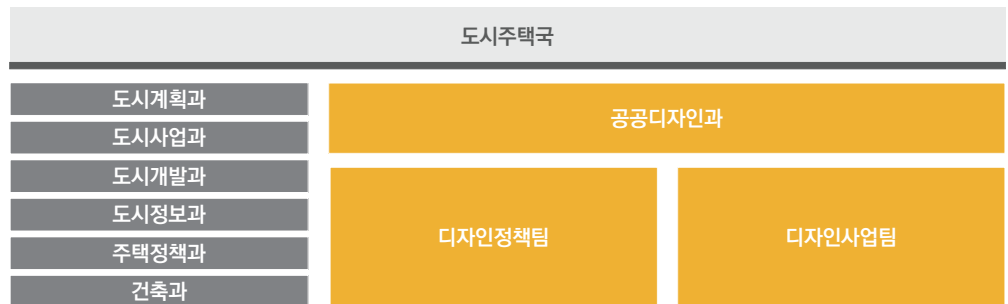 도시주택국
도시계획과
도시사업과
도시개발과
도시정보과
주택정책과
건축과
공공디자인과
디자인정책팀
디자인사업팀